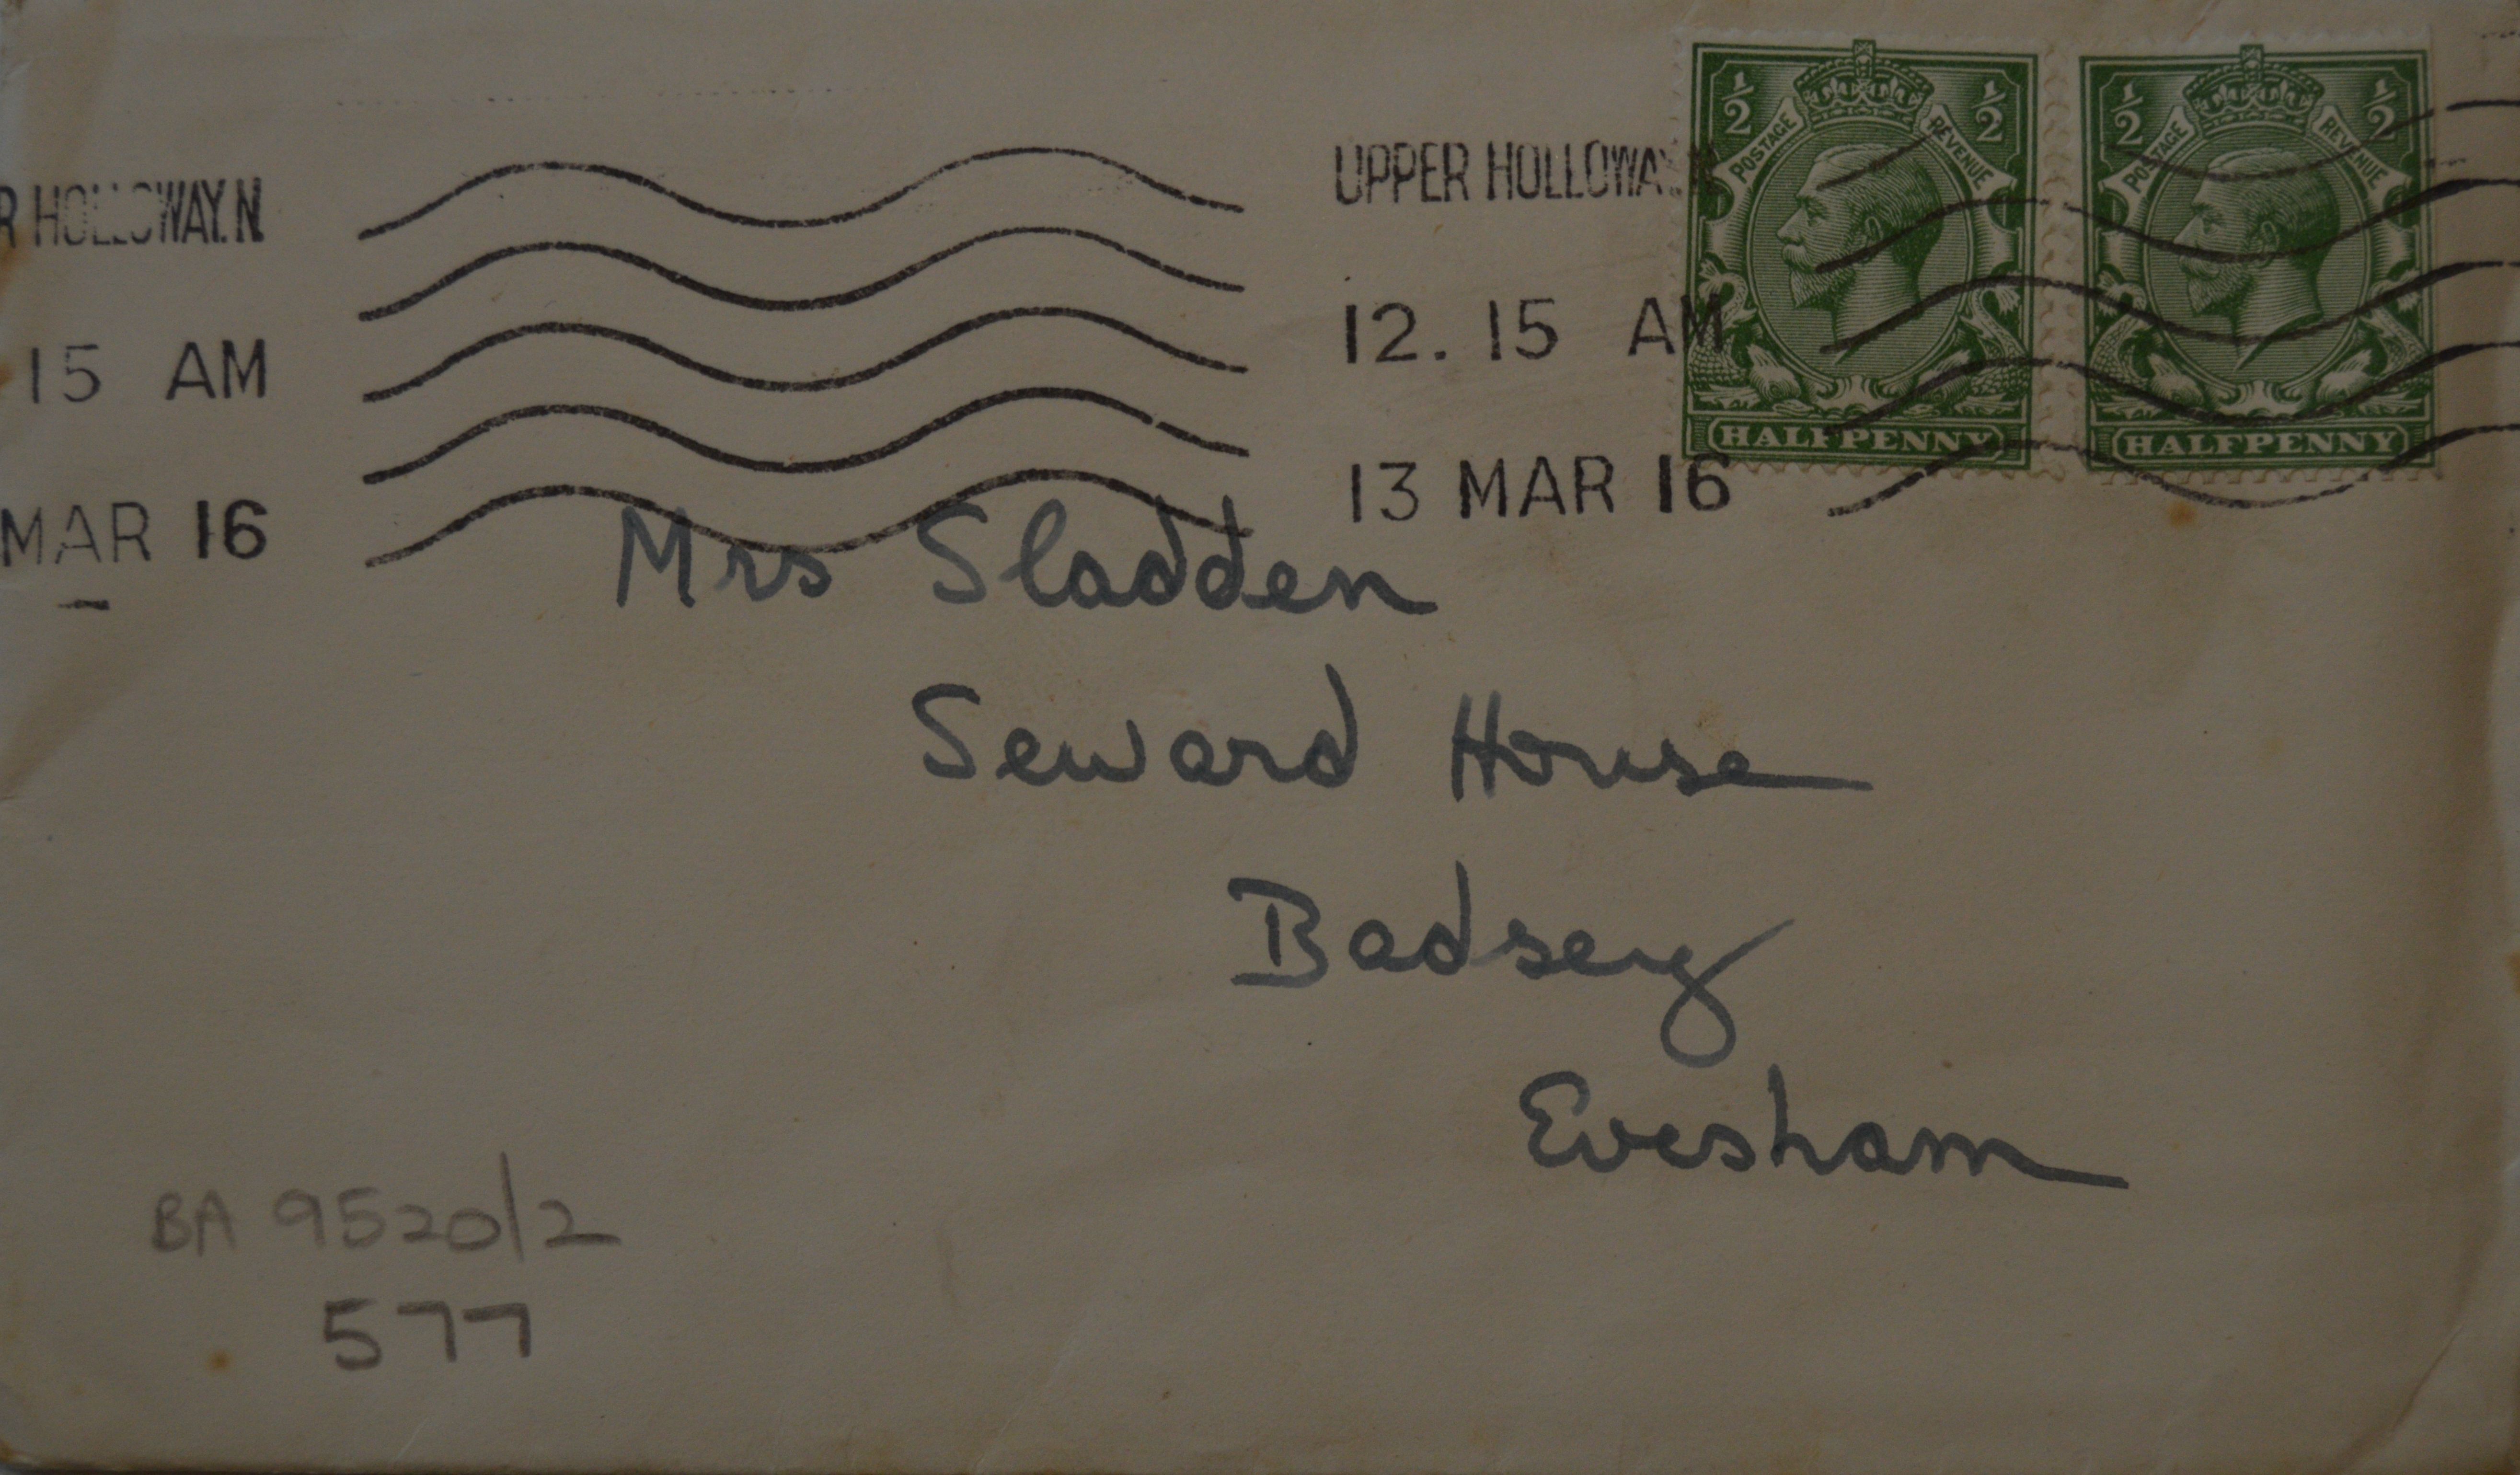 R HOLLOWAY. N.
15 AM
MAR 16
UPPER HOLLOWAY. N
12. 15 AM
13 MAR 16
½ POSTAGE REVENUE ½
HALFPENNY
½ POSTAGE REVENUE ½
HALFPENNY
Mrs Sladden
Seward House
Badsey
Evesham
BA 9520/2
577